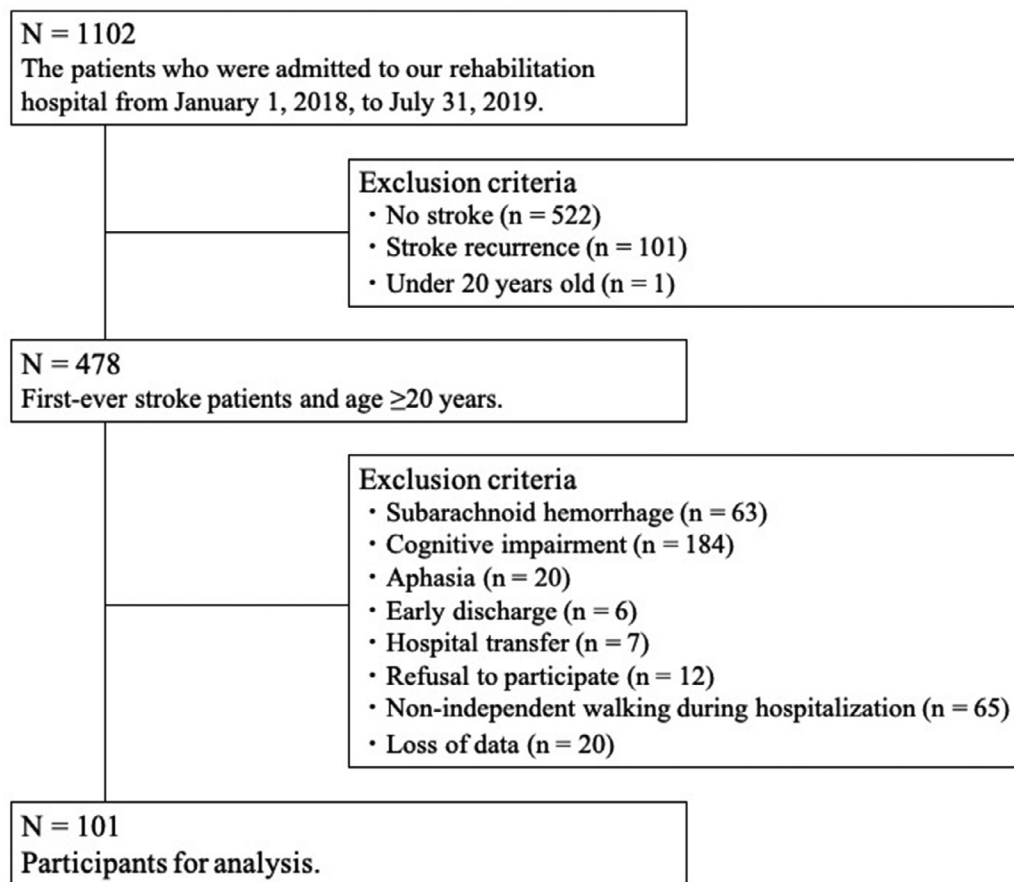 N = 1102
The patients who were admitted to our rehabilitation
hospital from January 1, 2018, to July 31, 2019.
Exclusion criteria
・No stroke (n = 522)
・Stroke recurrence (n = 101)
・Under 20 years old (n = 1)
N = 478
First-ever stroke patients and age ≥20 years.
Exclusion criteria
・Subarachnoid hemorrhage (n = 63)
・Cognitive impairment (n = 184)
・Aphasia (n = 20)
・Early discharge (n = 6)
・Hospital transfer (n = 7)
・Refusal to participate (n = 12)
・Non-independent walking during hospitalization (n = 65)
・Loss of data (n = 20)
N = 101
Participants for analysis.